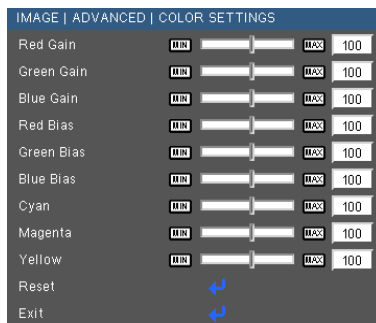 IMAGE | ADVANCED | COLOR SETTINGS
Red Gain MIN MAX 100
Green Gain MIN MAX 100
Blue Gain MIN MAX 100
Red Bias MIN MAX 100
Green Bias MIN MAX 100
Blue Bias MIN MAX 100
Cyan MIN MAX 100
Magenta MIN MAX 100
Yellow MIN MAX 100
Reset
Exit